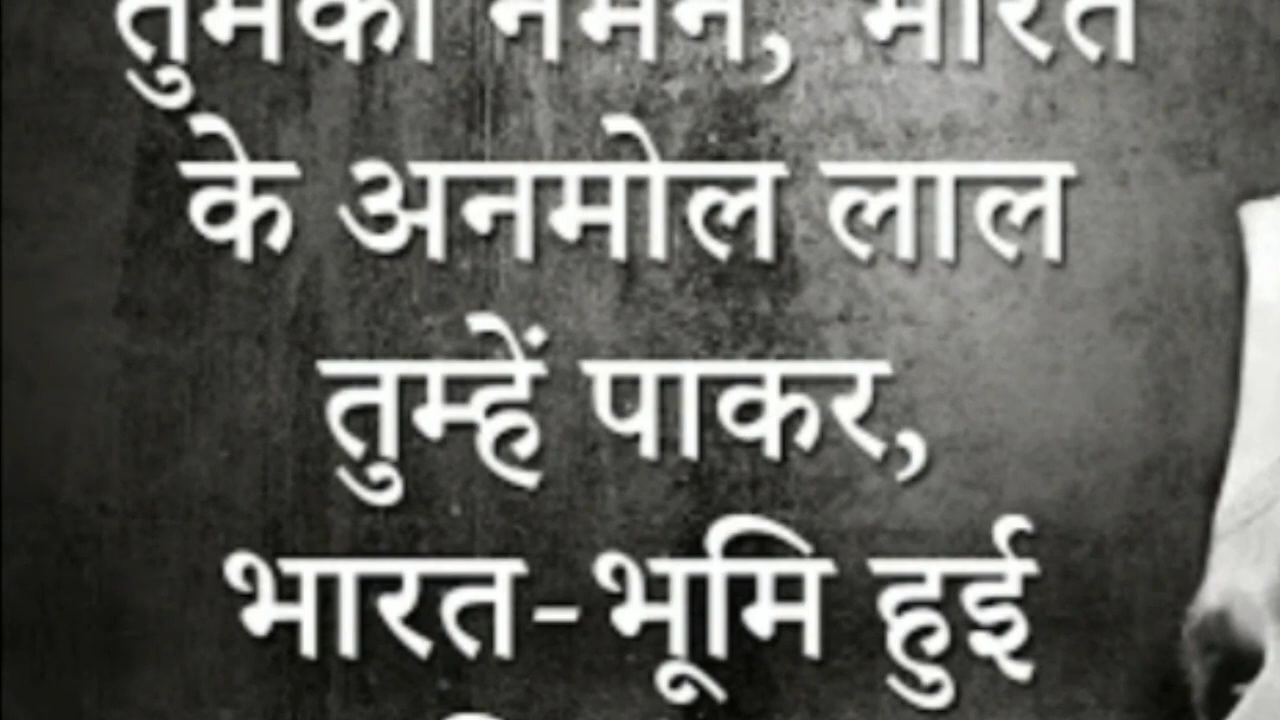 तुमको नमन, भारत
के अनमोल लाल
तुम्हें पाकर,
भारत-भूमि हुई